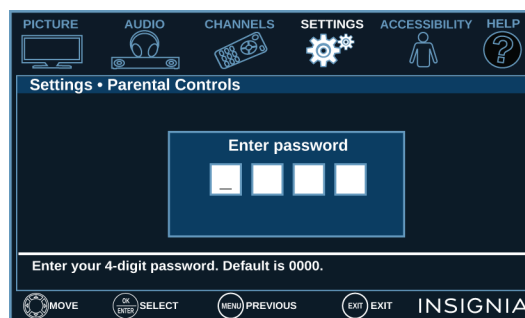 PICTURE AUDIO CHANNELS SETTINGS ACCESSIBILITY HELP
?
Settings • Parental Controls
Enter password
_
Enter your 4-digit password. Default is 0000.
MOVE OK ENTER SELECT MENU PREVIOUS EXIT EXIT INSIGNIA